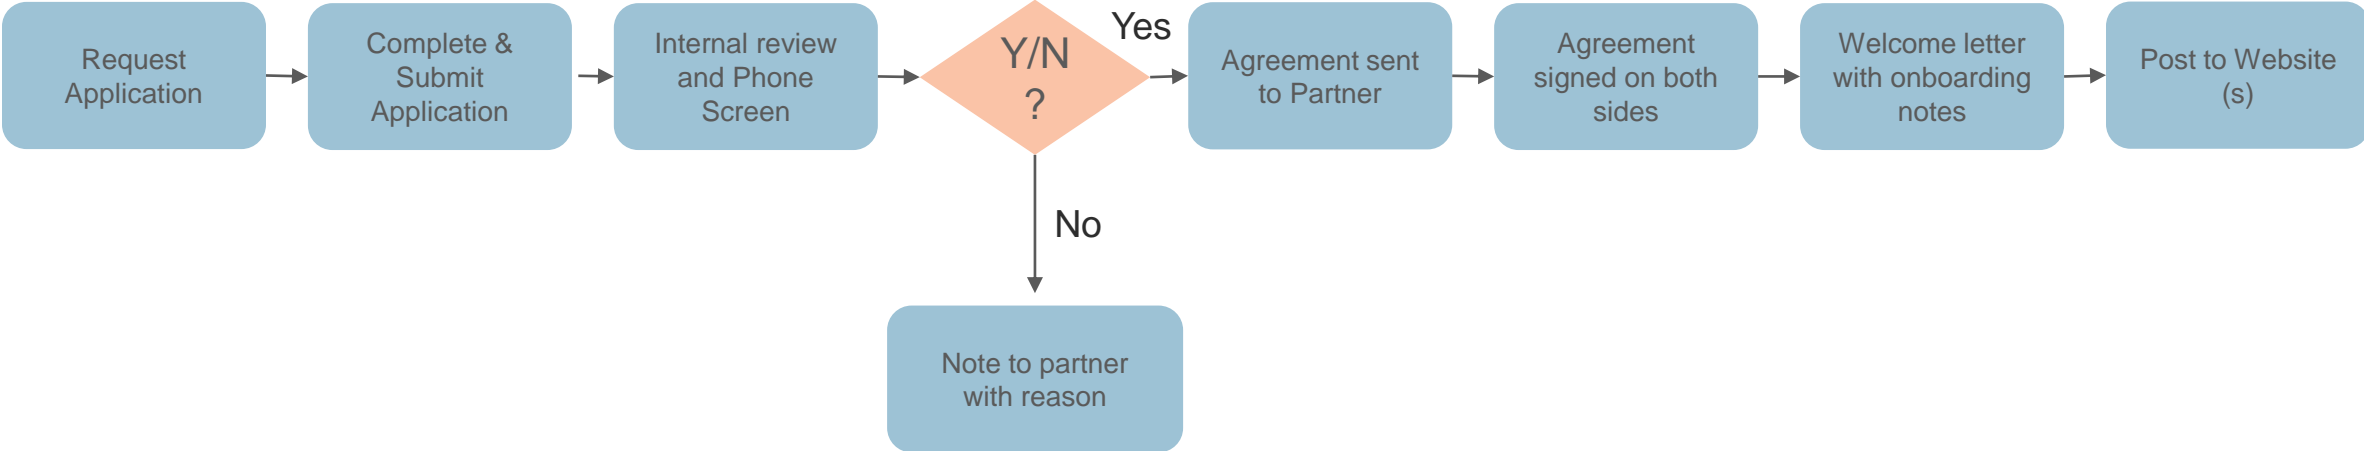 Request
Application
Complete &
Submit
Application
Internal review
and Phone
Screen
Y/N
?
Yes
Agreement sent
to Partner
Agreement
signed on both
sides
Welcome letter
with onboarding
notes
Post to Website
(s)
No
Note to partner
with reason